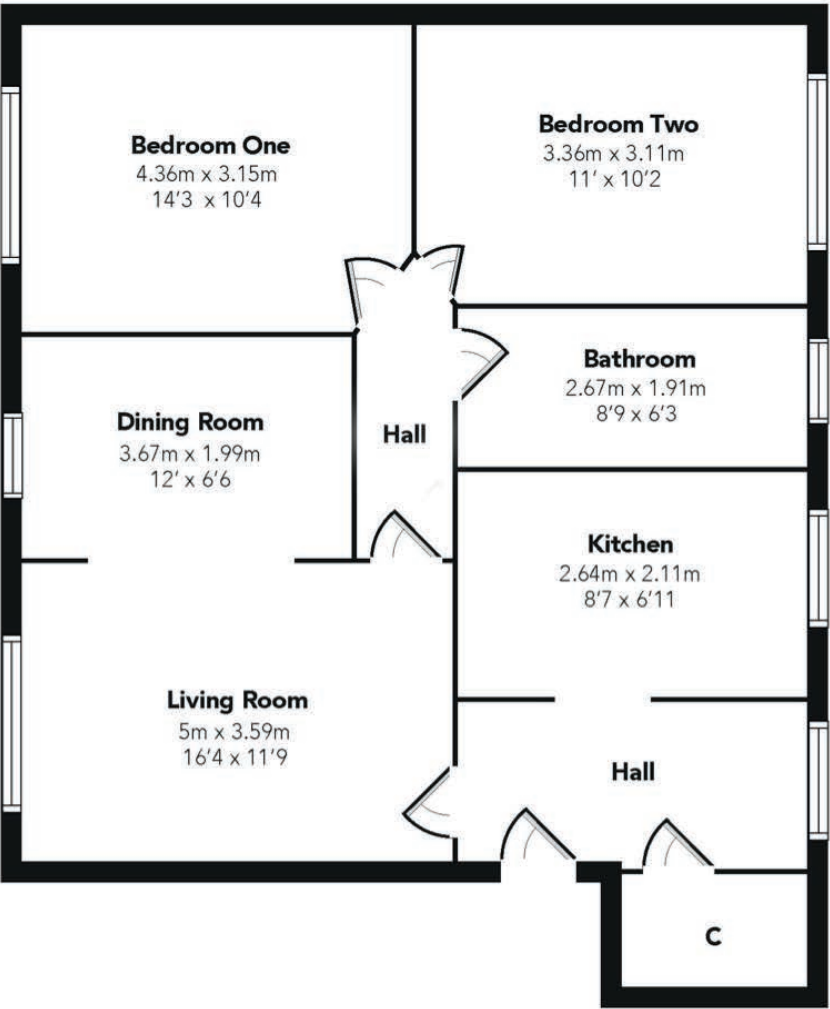 Bedroom One
4.36m x 3.15m
14'3 x 10'4
Bedroom Two
3.36m x 3.11m
11' x 10'2
Bathroom
2.67m x 1.91m
8'9 x 6'3
Dining Room
3.67m x 1.99m
12' x 6'6
Hall
Kitchen
2.64m x 2.11m
8'7 x 6'11
Living Room
5m x 3.59m
16'4 x 11'9
Hall
C